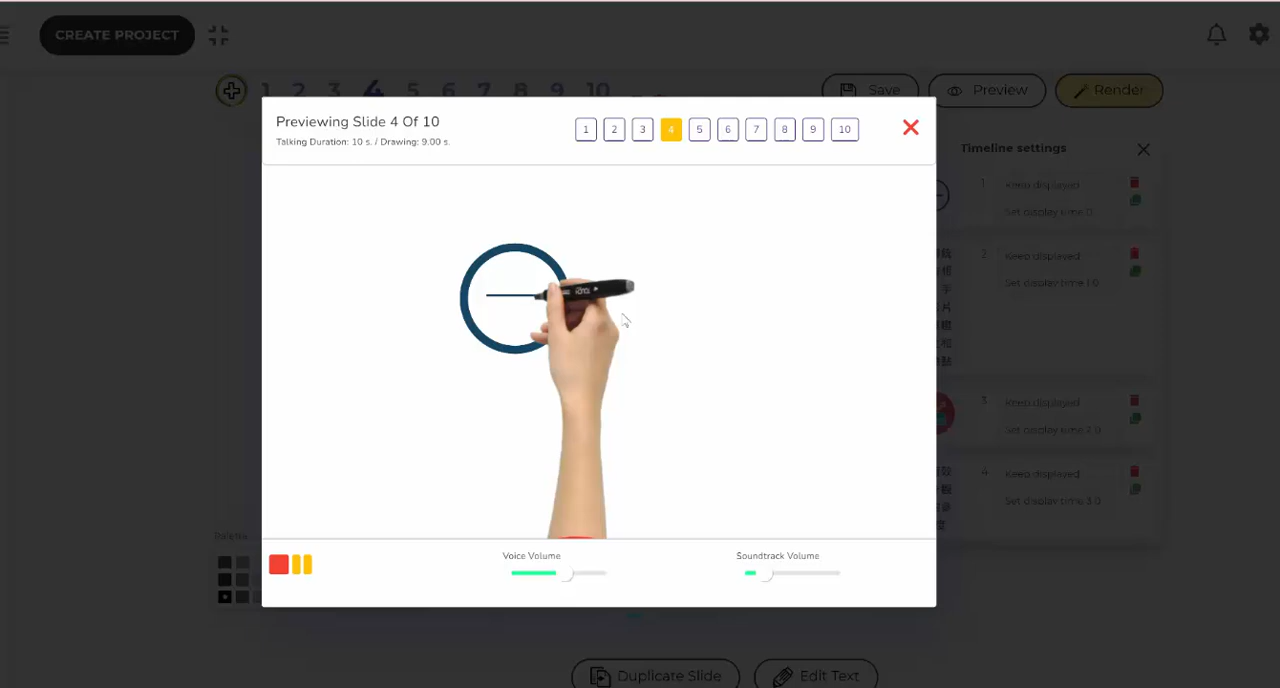 CREATE PROJECT
1 2 3 4 5 6 7 8 9 10
Save
Preview
Render
Previewing Slide 4 Of 10
Talking Duration: 10 s. / Drawing: 9.00 s.
1 2 3 4 5 6 7 8 9 10
Timeline settings
1 Keep displayed
Set display time 0
2 Keep displayed
Set display time 1.0
3 Keep displayed
Set display time 2.0
4 Keep displayed
Set display time 3.0
Palette
Voice Volume
Soundtrack Volume
Duplicate Slide
Edit Text